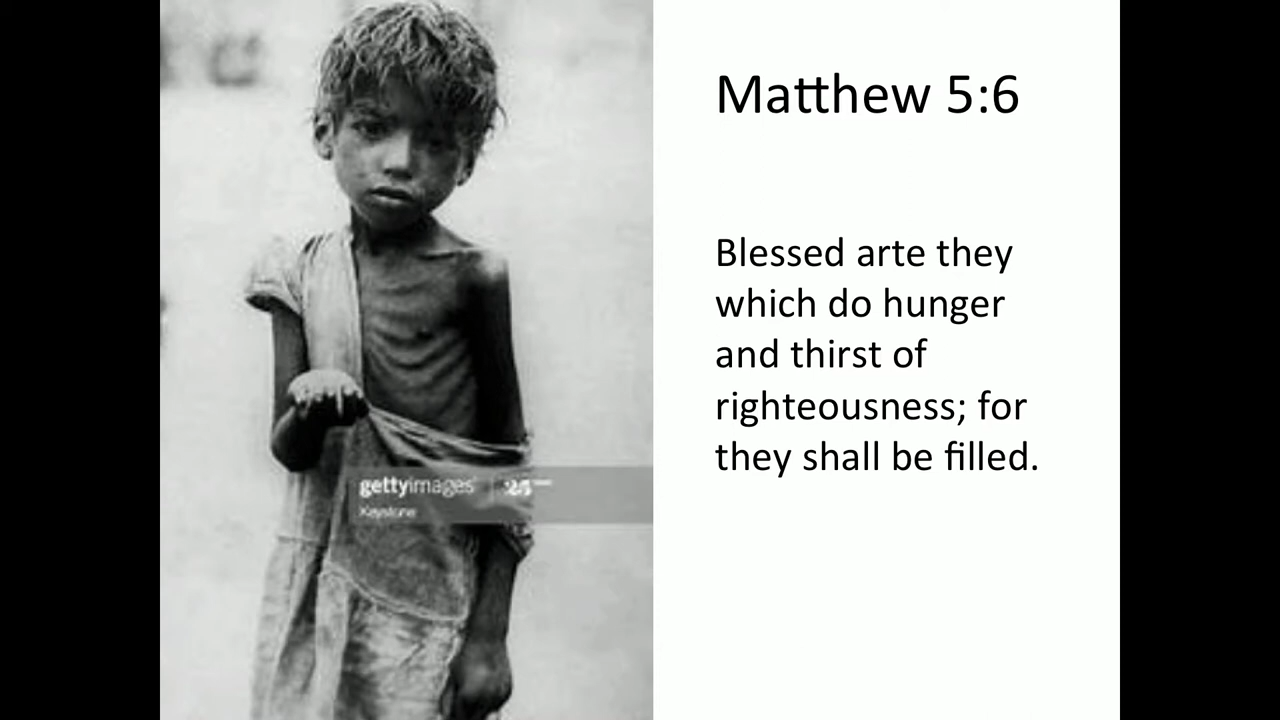 Matthew 5:6
Blessed arte they
which do hunger
and thirst of
righteousness; for
they shall be filled.
gettyimages
Keystone